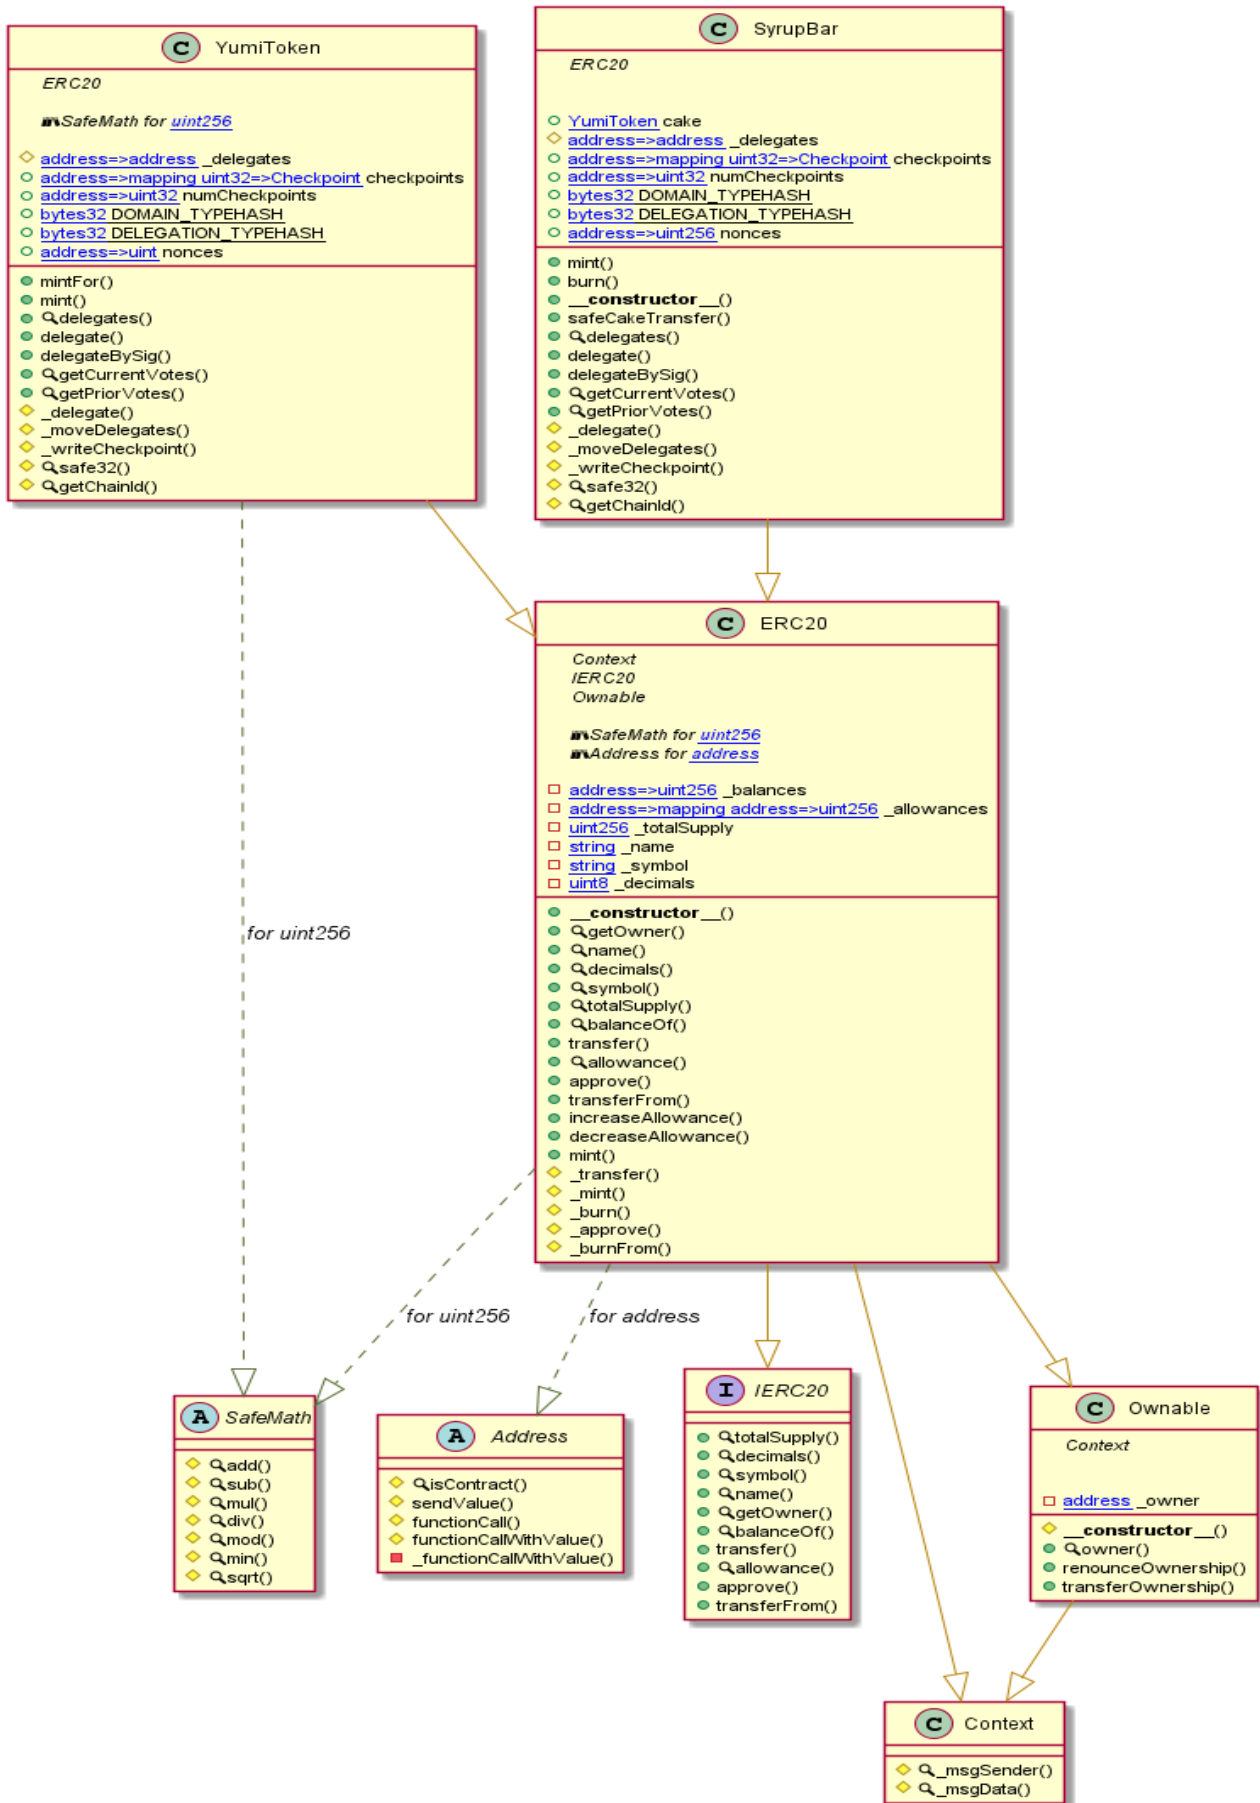 C YumiToken
ERC20
SafeMath for uint256
address=>address _delegates
address=>mapping uint32=>Checkpoint checkpoints
address=>uint32 numCheckpoints
bytes32 DOMAIN_TYPEHASH
bytes32 DELEGATION_TYPEHASH
address=>uint nonces
mintFor()
mint()
delegates()
delegate()
delegateBySig()
getCurrentVotes()
getPriorVotes()
_delegate()
_moveDelegates()
_writeCheckpoint()
safe32()
getChainId()
C SyrupBar
ERC20
YumiToken cake
address=>address _delegates
address=>mapping uint32=>Checkpoint checkpoints
address=>uint32 numCheckpoints
bytes32 DOMAIN_TYPEHASH
bytes32 DELEGATION_TYPEHASH
address=>uint256 nonces
mint()
burn()
__constructor__()
safeCakeTransfer()
delegates()
delegate()
delegateBySig()
getCurrentVotes()
getPriorVotes()
_delegate()
_moveDelegates()
_writeCheckpoint()
safe32()
getChainId()
C ERC20
Context
IERC20
Ownable
SafeMath for uint256
Address for address
address=>uint256 _balances
address=>mapping address=>uint256 _allowances
uint256 _totalSupply
string _name
string _symbol
uint8 _decimals
__constructor__()
getOwner()
name()
decimals()
symbol()
totalSupply()
balanceOf()
transfer()
allowance()
approve()
transferFrom()
increaseAllowance()
decreaseAllowance()
mint()
_transfer()
_mint()
_burn()
_approve()
_burnFrom()
for uint256
for uint256
for address
A SafeMath
add()
sub()
mul()
div()
mod()
min()
sqrt()
A Address
isContract()
sendValue()
functionCall()
functionCallWithValue()
_functionCallWithValue()
I IERC20
totalSupply()
decimals()
symbol()
name()
getOwner()
balanceOf()
transfer()
allowance()
approve()
transferFrom()
C Ownable
Context
address _owner
__constructor__()
owner()
renounceOwnership()
transferOwnership()
C Context
_msgSender()
_msgData()